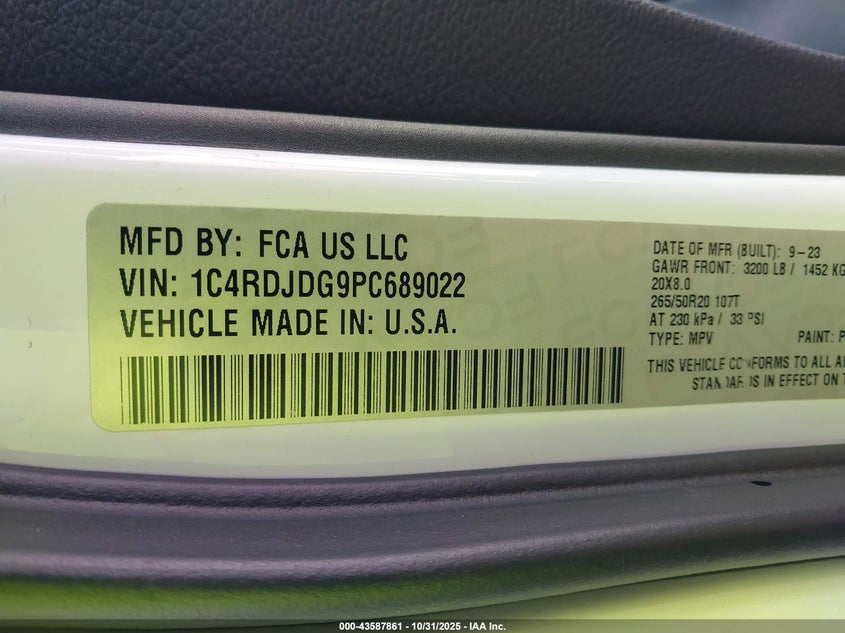 MFD BY: FCA US LLC
VIN: 1C4RDJDG9PC689022
VEHICLE MADE IN: U.S.A.
DATE OF MFR (BUILT): 9-23
GAWR FRONT: 3200 LB / 1452 KG
20X8.0
265/50R20 107T
AT 230 kPa / 33 PSI
TYPE: MPV PAINT: P
THIS VEHICLE CONFORMS TO ALL A
STANDARDS IN EFFECT ON T
000-43587861 - 10/31/2025 - IAA Inc.